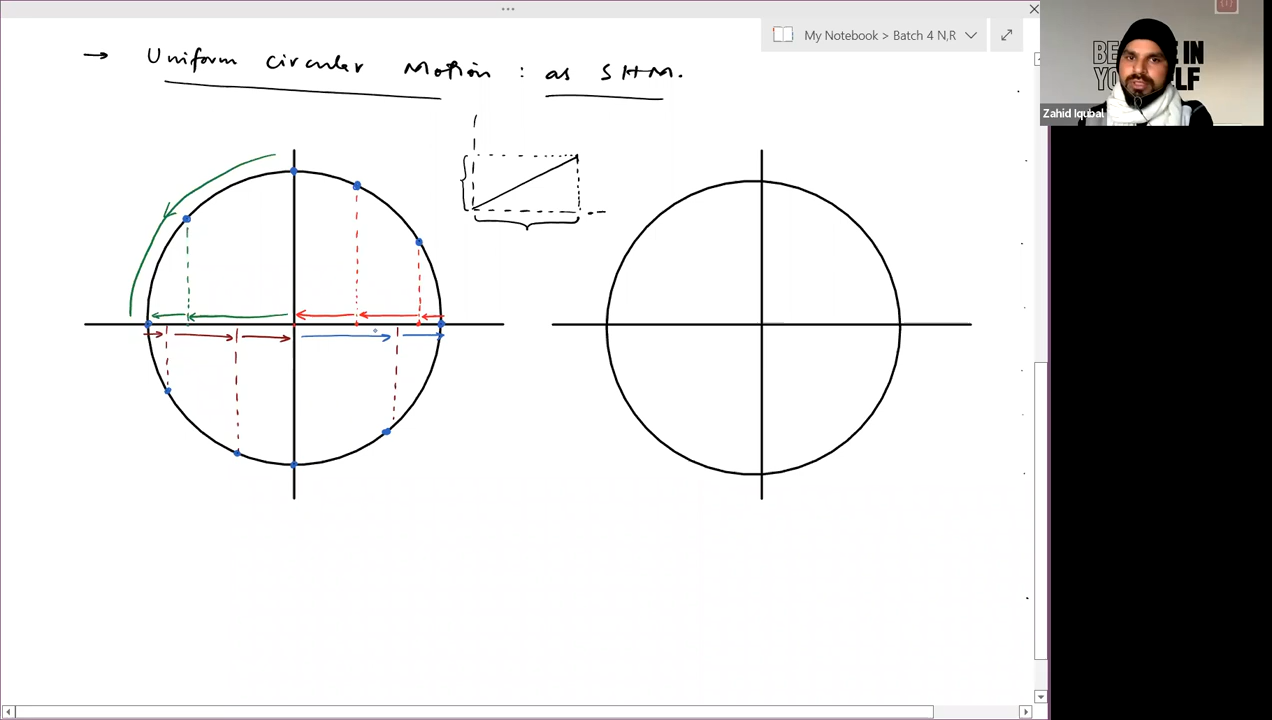 → Uniform circular Motion : as SHM.
My Notebook > Batch 4 N,R
Zahid Iqubal